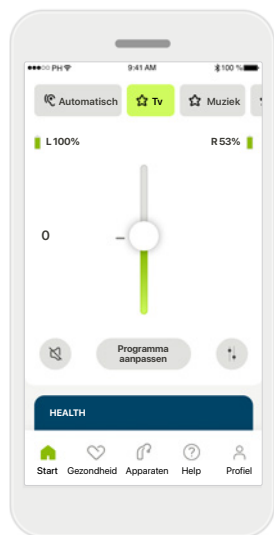 ●●●○○ PH 9:41 AM 100 %
Automatisch Tv Muziek
L 100% R 53%
0
Programma
aanpassen
HEALTH
Start Gezondheid Apparaten Help Profiel